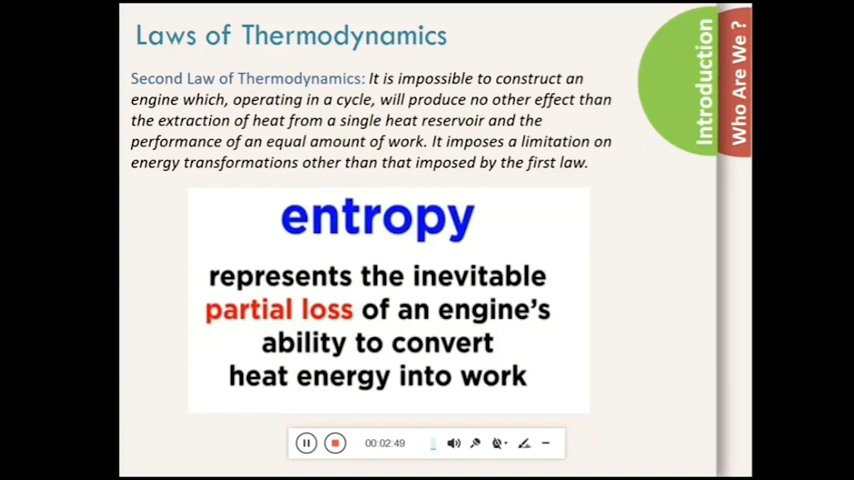 Laws of Thermodynamics
Second Law of Thermodynamics: It is impossible to construct an
engine which, operating in a cycle, will produce no other effect than
the extraction of heat from a single heat reservoir and the
performance of an equal amount of work. It imposes a limitation on
energy transformations other than that imposed by the first law.
entropy
represents the inevitable
partial loss of an engine's
ability to convert
heat energy into work
00:02:49
Introduction
Who Are We ?